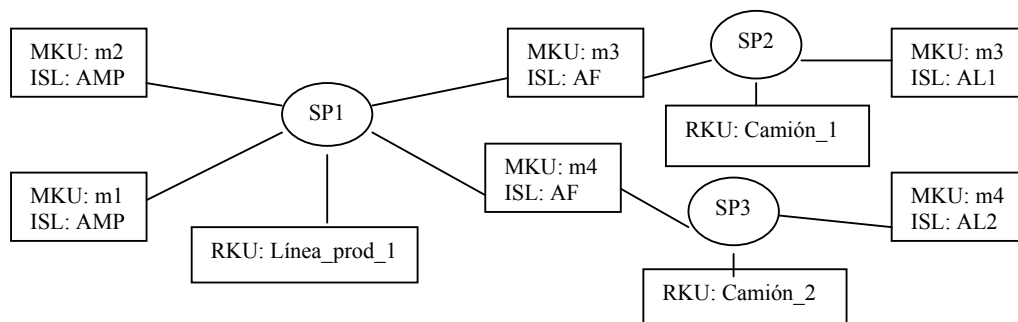 MKU: m2
ISL: AMP
SP1
MKU: m3
ISL: AF
SP2
MKU: m3
ISL: AL1
RKU: Camión_1
MKU: m1
ISL: AMP
RKU: Línea_prod_1
MKU: m4
ISL: AF
SP3
MKU: m4
ISL: AL2
RKU: Camión_2